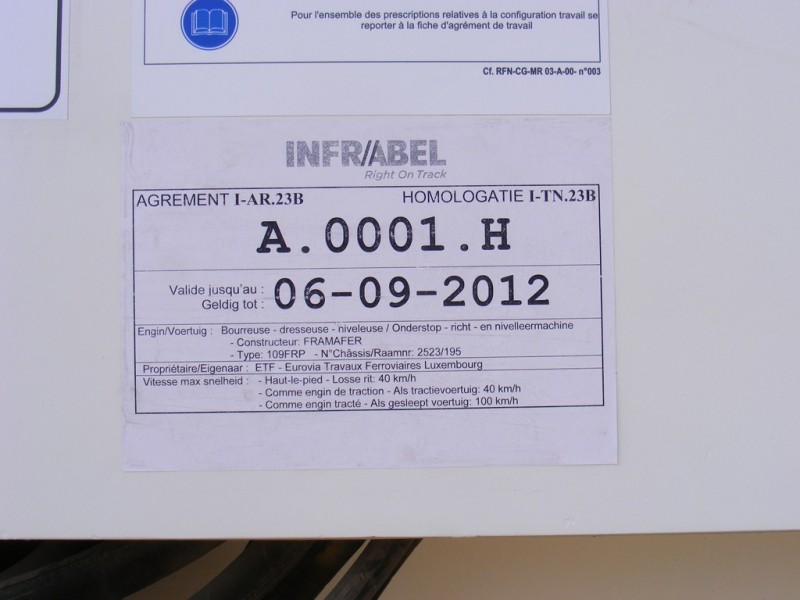 Pour l'ensemble des prescriptions relatives à la configuration travail se
reporter à la fiche d'agrément de travail
Cf. RFN-CG-MR 03-A-00- n°003
INFRABEL
Right On Track
AGREMENT I-AR.23B HOMOLOGATIE I-TN.23B
A.0001.H
Valide jusqu'au :
Geldig tot : 06-09-2012
Engin/Voertuig : Bourreuse - dresseuse - niveleuse / Onderstop - richt - en nivelleermachine
- Constructeur: FRAMAFER
- Type: 109FRP - N°Châssis/Raamnr: 2523/195
Propriétaire/Eigenaar : ETF - Eurovia Travaux Ferroviaires Luxembourg
Vitesse max snelheid : - Haut-le-pied - Losse rit: 40 km/h
- Comme engin de traction - Als tractievoertuig: 40 km/h
- Comme engin tracté - Als gesleept voertuig: 100 km/h